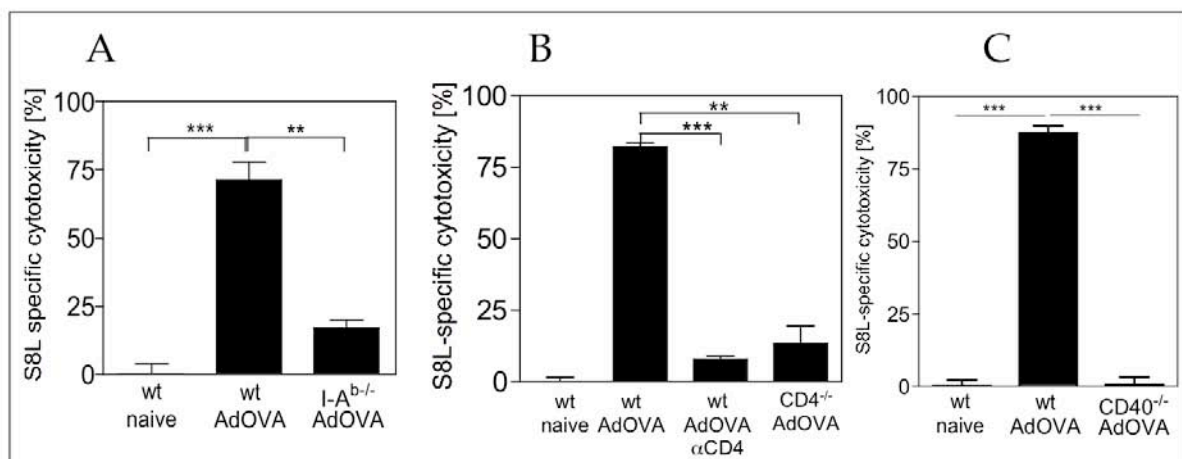 A
S8L specific cytotoxicity [%]
100
75
50
25
0
***
**
wt
naive
wt
AdOVA
I-Ab-/-
AdOVA
B
S8L-specific cytotoxicity [%]
100
75
50
25
0
**
***
wt
naive
wt
AdOVA
wt
AdOVA
αCD4
CD4-/-
AdOVA
C
S8L-specific cytotoxicity [%]
100
75
50
25
0
***
***
wt
naive
wt
AdOVA
CD40-/-
AdOVA